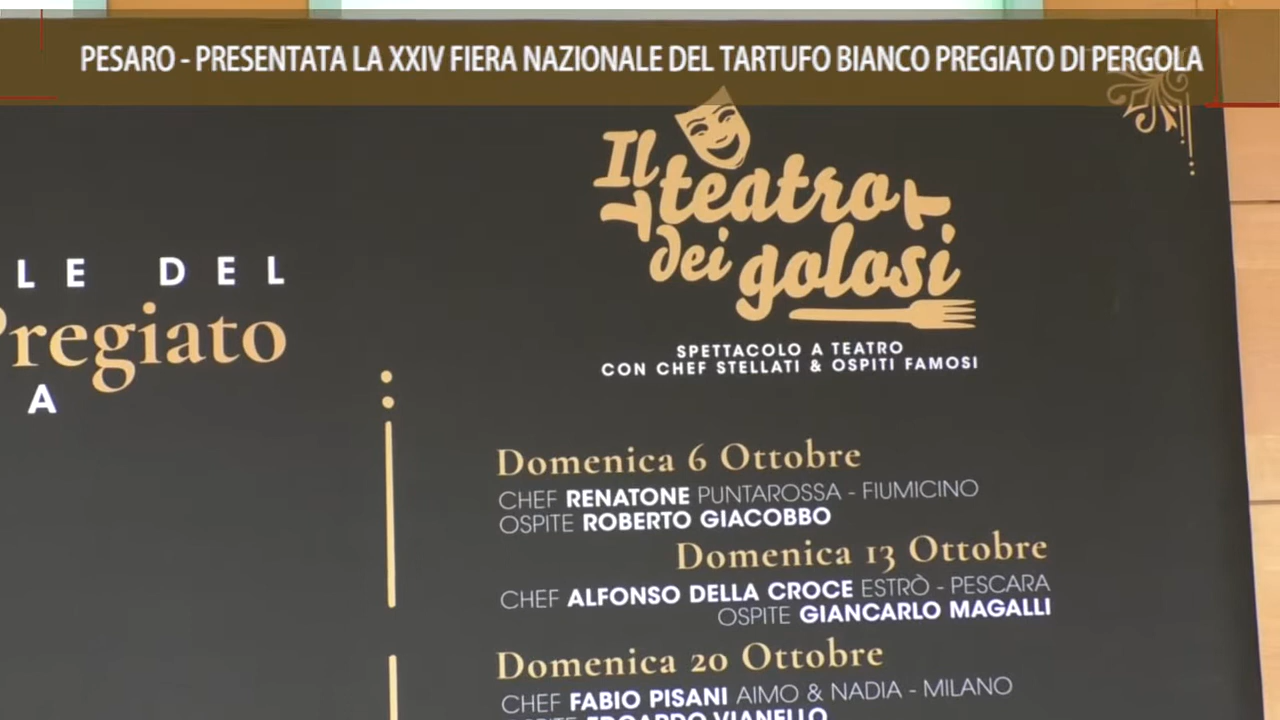 PESARO - PRESENTATA LA XXIV FIERA NAZIONALE DEL TARTUFO BIANCO PREGIATO DI PERGOLA
LE DEL
Pregiato
A
Il
teatro
dei golosi
SPETTACOLO A TEATRO
CON CHEF STELLATI & OSPITI FAMOSI
Domenica 6 Ottobre
CHEF RENATONE PUNTAROSSA - FIUMICINO
OSPITE ROBERTO GIACOBBO
Domenica 13 Ottobre
CHEF ALFONSO DELLA CROCE ESTRÒ - PESCARA
OSPITE GIANCARLO MAGALLI
Domenica 20 Ottobre
CHEF FABIO PISANI AIMO & NADIA - MILANO
OSPITE EDOARDO VIANELLO